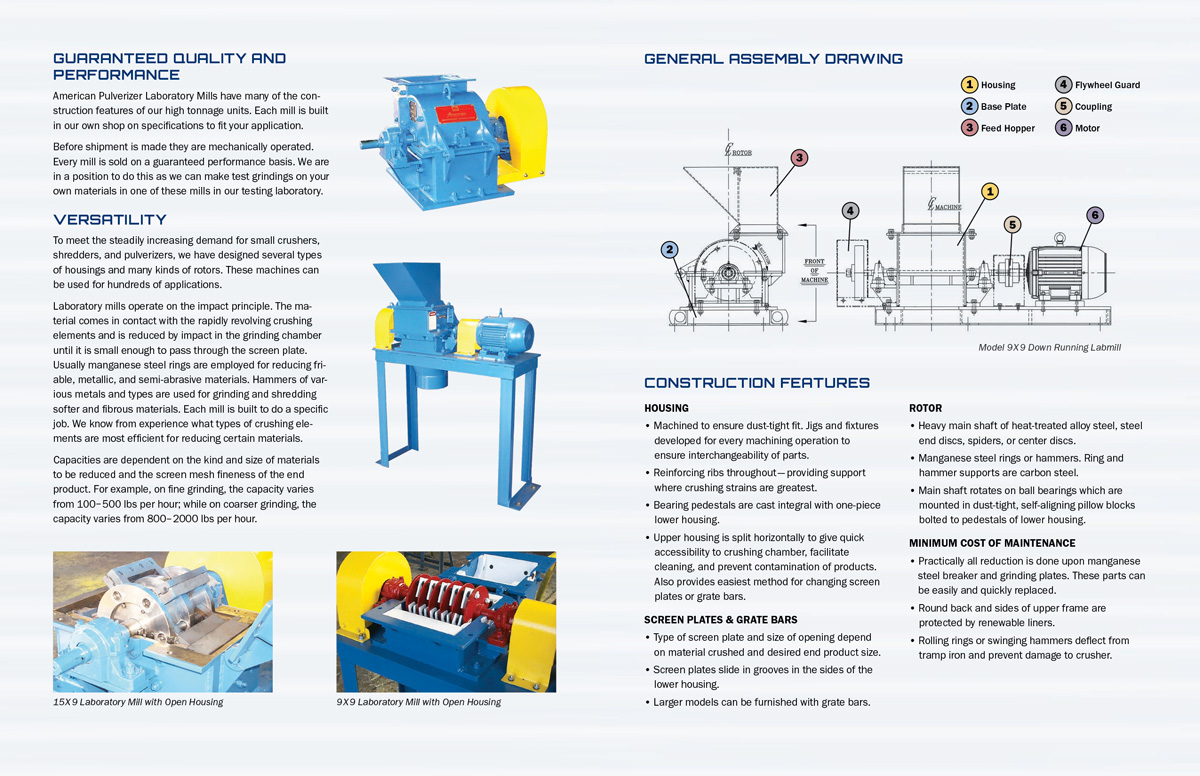 GUARANTEED QUALITY AND
PERFORMANCE
American Pulverizer Laboratory Mills have many of the con-
struction features of our high tonnage units. Each mill is built
in our own shop on specifications to fit your application.
Before shipment is made they are mechanically operated.
Every mill is sold on a guaranteed performance basis. We are
in a position to do this as we can make test grindings on your
own materials in one of these mills in our testing laboratory.
VERSATILITY
To meet the steadily increasing demand for small crushers,
shredders, and pulverizers, we have designed several types
of housings and many kinds of rotors. These machines can
be used for hundreds of applications.
Laboratory mills operate on the impact principle. The ma-
terial comes in contact with the rapidly revolving crushing
elements and is reduced by impact in the grinding chamber
until it is small enough to pass through the screen plate.
Usually manganese steel rings are employed for reducing fri-
able, metallic, and semi-abrasive materials. Hammers of var-
ious metals and types are used for grinding and shredding
softer and fibrous materials. Each mill is built to do a specific
job. We know from experience what types of crushing ele-
ments are most efficient for reducing certain materials.
Capacities are dependent on the kind and size of materials
to be reduced and the screen mesh fineness of the end
product. For example, on fine grinding, the capacity varies
from 100–500 lbs per hour; while on coarser grinding, the
capacity varies from 800–2000 lbs per hour.
15X9 Laboratory Mill with Open Housing
9X9 Laboratory Mill with Open Housing
GENERAL ASSEMBLY DRAWING
1 Housing
2 Base Plate
3 Feed Hopper
4 Flywheel Guard
5 Coupling
6 Motor
ROTOR
3
MACHINE
1
4
2
5
6
FRONT
OF
MACHINE
Model 9X9 Down Running Labmill
CONSTRUCTION FEATURES
HOUSING
• Machined to ensure dust-tight fit. Jigs and fixtures
developed for every machining operation to
ensure interchangeability of parts.
• Reinforcing ribs throughout — providing support
where crushing strains are greatest.
• Bearing pedestals are cast integral with one-piece
lower housing.
• Upper housing is split horizontally to give quick
accessibility to crushing chamber, facilitate
cleaning, and prevent contamination of products.
Also provides easiest method for changing screen
plates or grate bars.
SCREEN PLATES & GRATE BARS
• Type of screen plate and size of opening depend
on material crushed and desired end product size.
• Screen plates slide in grooves in the sides of the
lower housing.
• Larger models can be furnished with grate bars.
ROTOR
• Heavy main shaft of heat-treated alloy steel, steel
end discs, spiders, or center discs.
• Manganese steel rings or hammers. Ring and
hammer supports are carbon steel.
• Main shaft rotates on ball bearings which are
mounted in dust-tight, self-aligning pillow blocks
bolted to pedestals of lower housing.
MINIMUM COST OF MAINTENANCE
• Practically all reduction is done upon manganese
steel breaker and grinding plates. These parts can
be easily and quickly replaced.
• Round back and sides of upper frame are
protected by renewable liners.
• Rolling rings or swinging hammers deflect from
tramp iron and prevent damage to crusher.